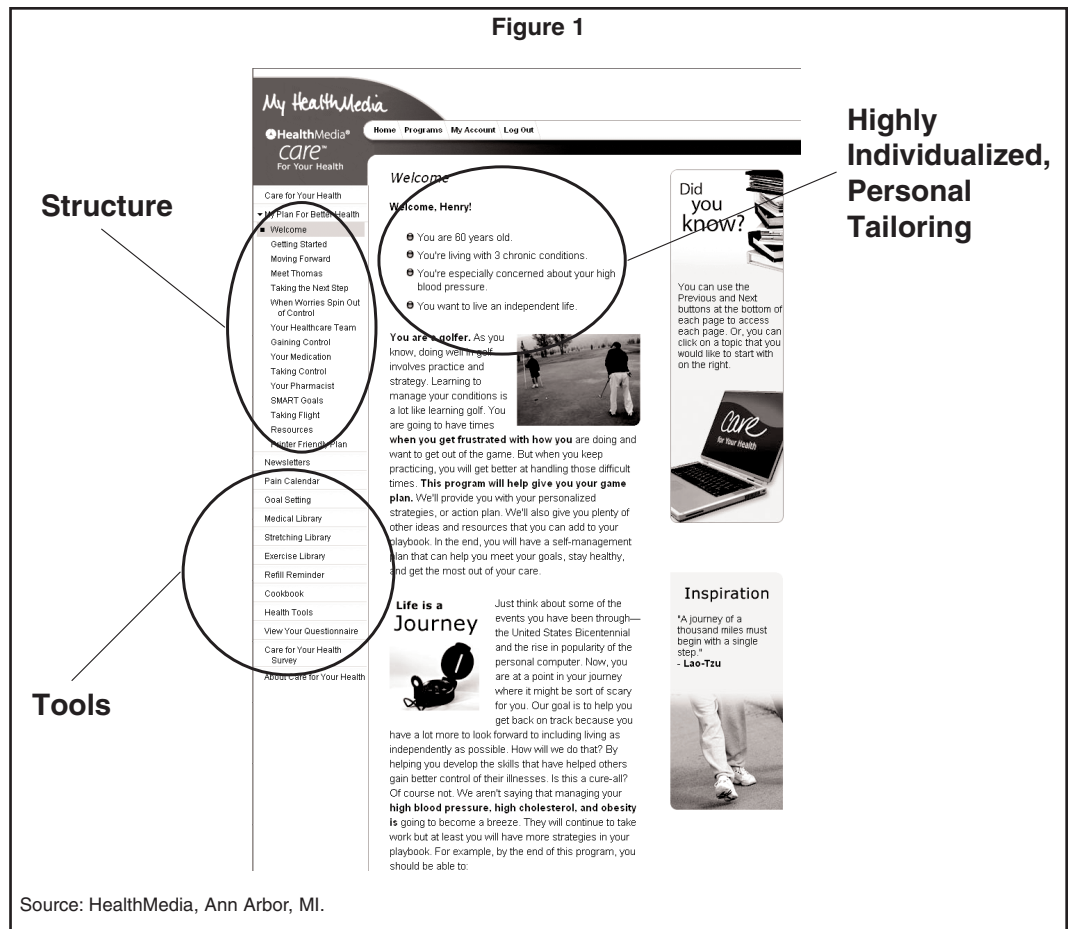 Figure 1
My HealthMedia
HealthMedia®
care™
For Your Health
Home Programs My Account Log Out
Structure
Tools
Highly
Individualized,
Personal
Tailoring
Care for Your Health
My Plan For Better Health
Welcome
Getting Started
Moving Forward
Meet Thomas
Taking the Next Step
When Worries Spin Out
of Control
Your Healthcare Team
Gaining Control
Your Medication
Taking Control
Your Pharmacist
SMART Goals
Taking Flight
Resources
Printer Friendly Plan
Newsletters
Pain Calendar
Goal Setting
Medical Library
Stretching Library
Exercise Library
Refill Reminder
Cookbook
Health Tools
View Your Questionnaire
Care for Your Health
Survey
About Care for Your Health
Welcome
Welcome, Henry!
You are 60 years old.
You're living with 3 chronic conditions.
You're especially concerned about your high
blood pressure.
You want to live an independent life.
You are a golfer. As you
know, doing well in golf
involves practice and
strategy. Learning to
manage your conditions is
a lot like learning golf. You
are going to have times
when you get frustrated with how you are doing and
want to get out of the game. But when you keep
practicing, you will get better at handling those difficult
times. This program will help give you your game
plan. We'll provide you with your personalized
strategies, or action plan. We'll also give you plenty of
other ideas and resources that you can add to your
playbook. In the end, you will have a self-management
plan that can help you meet your goals, stay healthy,
and get the most out of your care.
Life is a
Journey
Just think about some of the
events you have been through—
the United States Bicentennial
and the rise in popularity of the
personal computer. Now, you
are at a point in your journey
where it might be sort of scary
for you. Our goal is to help you
get back on track because you
have a lot more to look forward to including living as
independently as possible. How will we do that? By
helping you develop the skills that have helped others
gain better control of their illnesses. Is this a cure-all?
Of course not. We aren't saying that managing your
high blood pressure, high cholesterol, and obesity
is going to become a breeze. They will continue to take
work but at least you will have more strategies in your
playbook. For example, by the end of this program, you
should be able to:
Did
you
know?
You can use the
Previous and Next
buttons at the bottom of
each page to access
each page. Or, you can
click on a topic that you
would like to start with
on the right.
care
for Your Health
Inspiration
"A journey of a
thousand miles must
begin with a single
step."
- Lao-Tzu
Source: HealthMedia, Ann Arbor, MI.